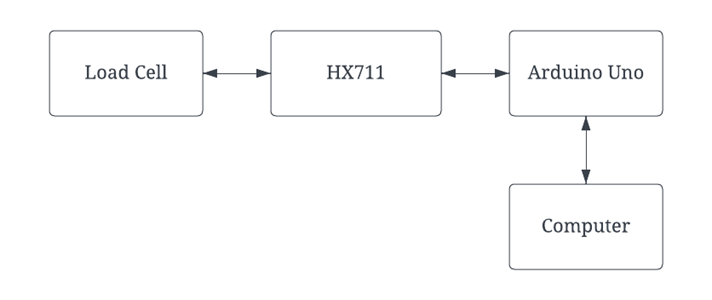 Load Cell
HX711
Arduino Uno
Computer